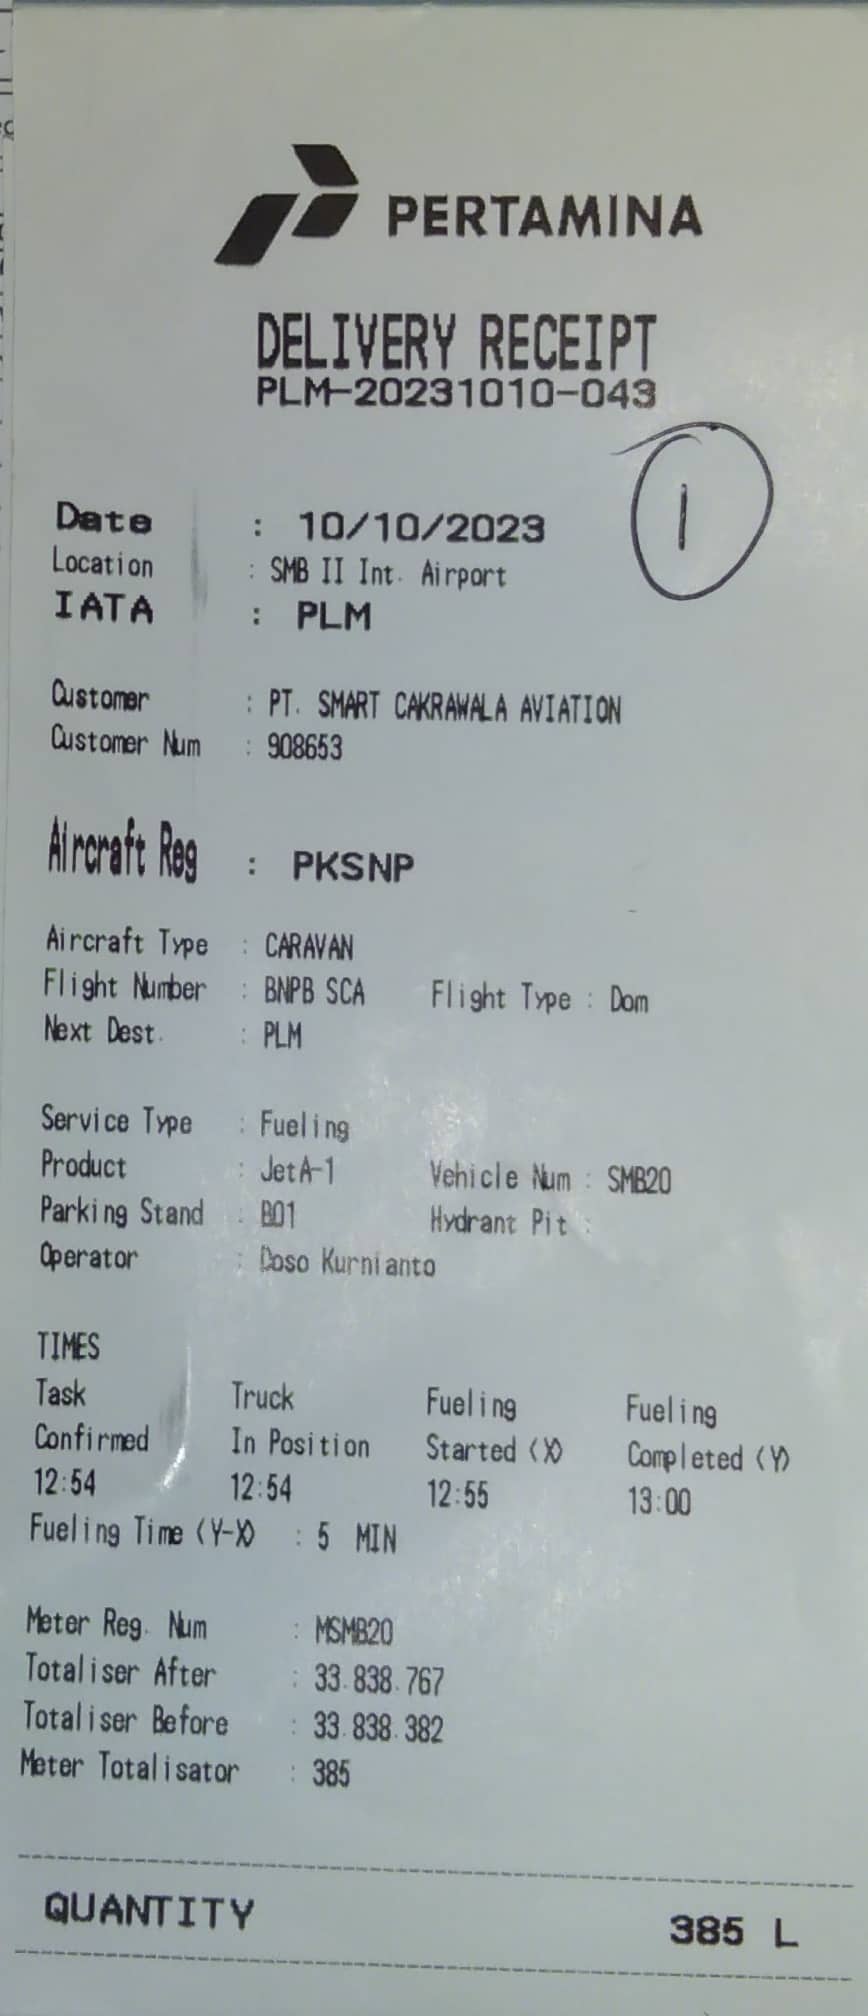 PERTAMINA
DELIVERY RECEIPT
PLM-20231010-043
1
Date : 10/10/2023
Location : SMB II Int. Airport
IATA : PLM
Customer : PT. SMART CAKRAWALA AVIATION
Customer Num : 908653
Aircraft Reg : PKSNP
Aircraft Type : CARAVAN
Flight Number : BNPB SCA Flight Type : Dom
Next Dest. : PLM
Service Type : Fueling
Product : JetA-1 Vehicle Num : SMB20
Parking Stand : B01 Hydrant Pit :
Operator : Kurnianto
TIMES
Task Truck Fueling Fueling
Confirmed In Position Started (X) Completed (Y)
12:54 12:54 12:55 13:00
Fueling Time (Y-X) : 5 MIN
Meter Reg. Num : MSMB20
Totaliser After : 33.838.767
Totaliser Before : 33.838.382
Meter Totalisator : 385
QUANTITY 385 L